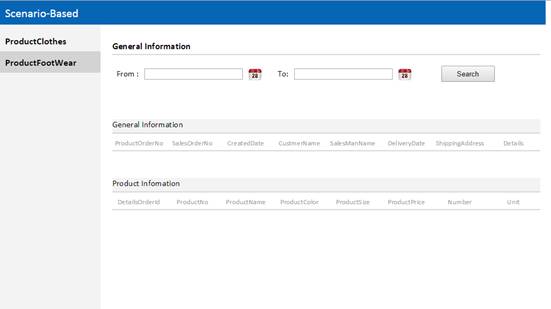 Scenario-Based
ProductClothes
ProductFootWear
General Information
From : 28 To: 28 Search
General Information
ProductOrderNo SalesOrderNo CreatedDate CustmerName SalesManName DeliveryDate ShippingAddress Details
Product Infomation
DetailsOrderId ProductNo ProductName ProductColor ProductSize ProductPrice Number Unit